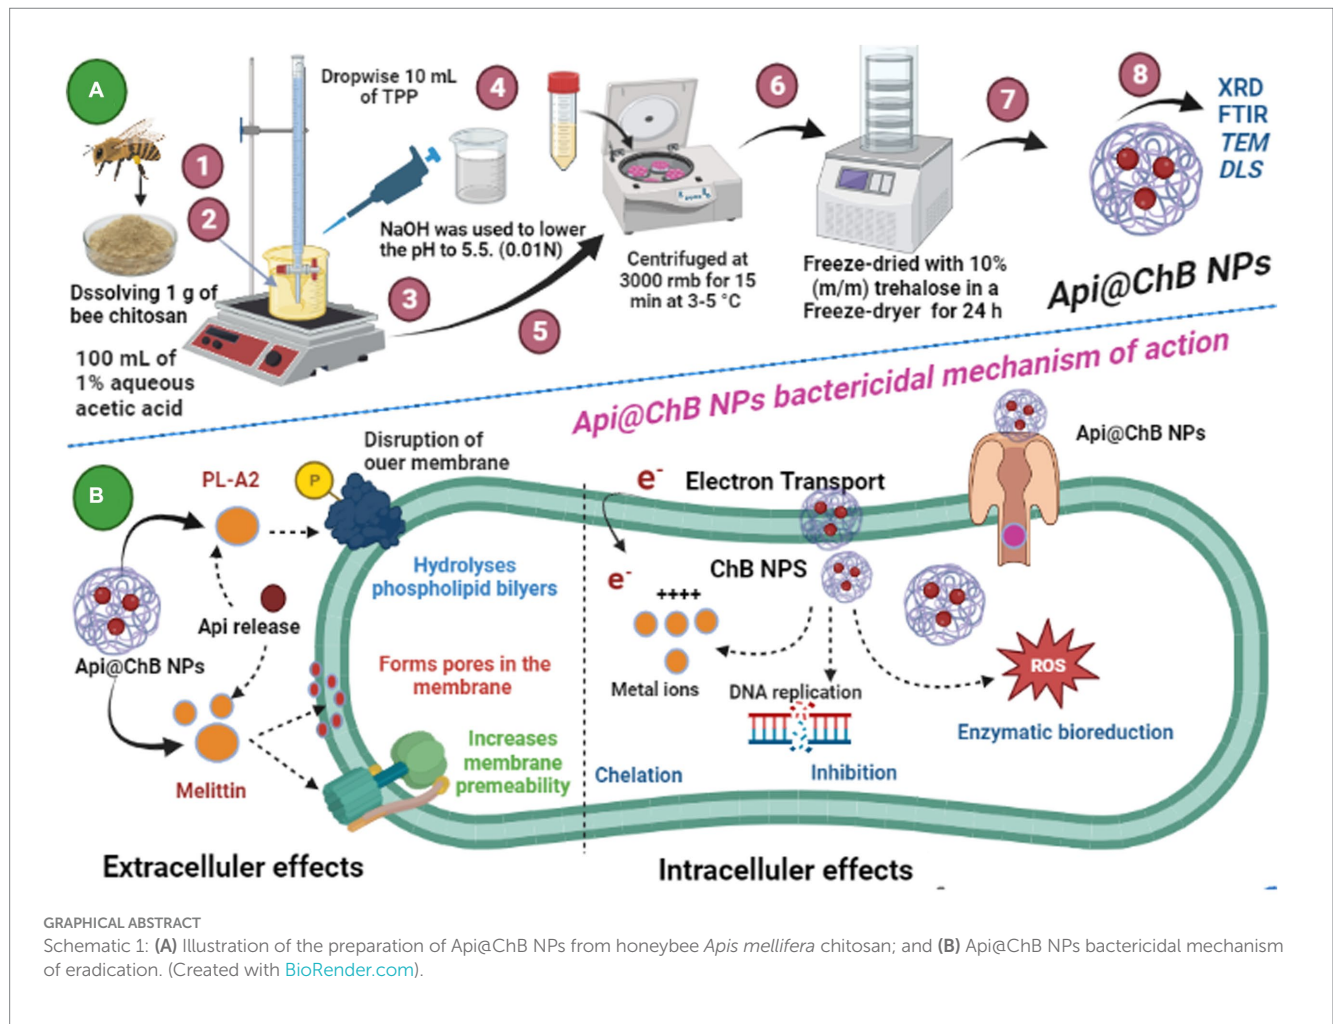 A
1
2
Dssolving 1 g of
bee chitosan
100 mL of
1% aqueous
acetic acid
Dropwise 10 mL
of TPP
4
NaOH was used to lower
the pH to 5.5. (0.01N)
3
5
Centrifuged at
3000 rmb for 15
min at 3-5 °C
6
Freeze-dried with 10%
(m/m) trehalose in a
Freeze-dryer for 24 h
7
8
XRD
FTIR
TEM
DLS
Api@ChB NPs
Api@ChB NPs bactericidal mechanism of action
B
PL-A2
P
Disruption of
ouer membrane
Hydrolyses
phospholipid bilyers
Api release
Api@ChB NPs
Forms pores in the
membrane
Melittin
Increases
membrane
permeability
Extracelluler effects
e-
Electron Transport
e-
ChB NPS
++++
Metal ions
DNA replication
Chelation
Inhibition
Api@ChB NPs
ROS
Enzymatic bioreduction
Intracelluler effects
GRAPHICAL ABSTRACT
Schematic 1: (A) Illustration of the preparation of Api@ChB NPs from honeybee Apis mellifera chitosan; and (B) Api@ChB NPs bactericidal mechanism
of eradication. (Created with BioRender.com).